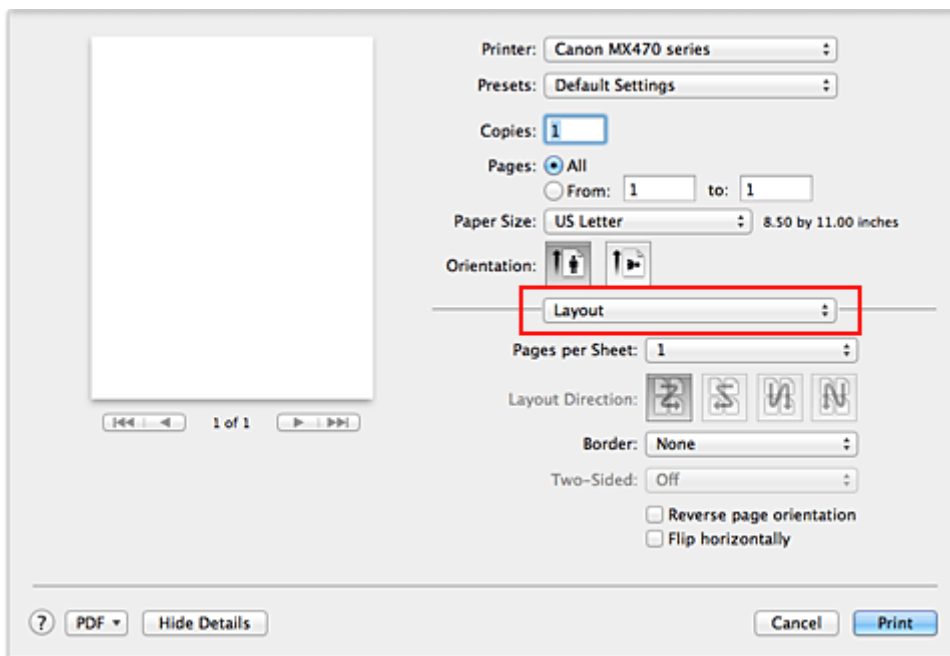 Printer: Canon MX470 series
Presets: Default Settings
Copies: 1
Pages: All
From: 1 to: 1
Paper Size: US Letter 8.50 by 11.00 inches
Orientation:
Layout
Pages per Sheet: 1
Layout Direction:
1 of 1
Border: None
Two-Sided: Off
Reverse page orientation
Flip horizontally
? PDF Hide Details Cancel Print